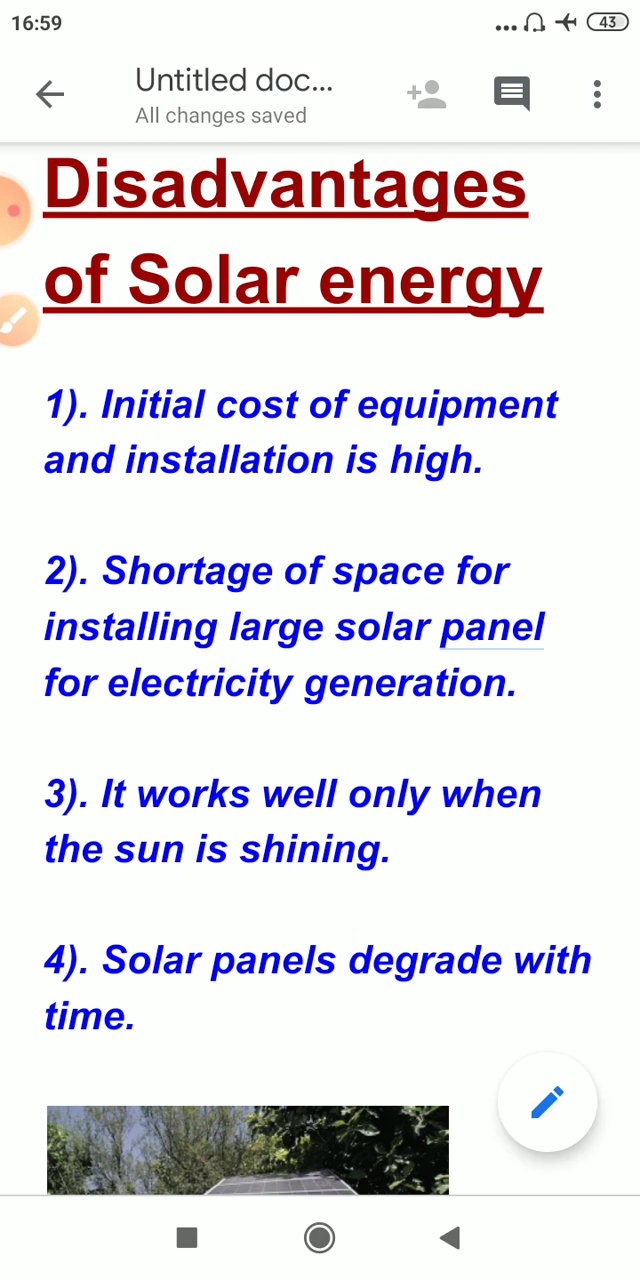 16:59
43
Untitled doc...
All changes saved
Disadvantages
of Solar energy
1). Initial cost of equipment
and installation is high.
2). Shortage of space for
installing large solar panel
for electricity generation.
3). It works well only when
the sun is shining.
4). Solar panels degrade with
time.